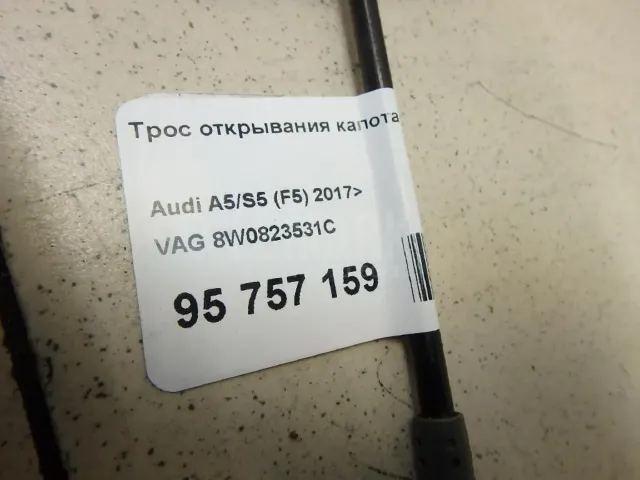 Трос открывания капота
Audi A5/S5 (F5) 2017>
VAG 8W0823531C
95 757 159